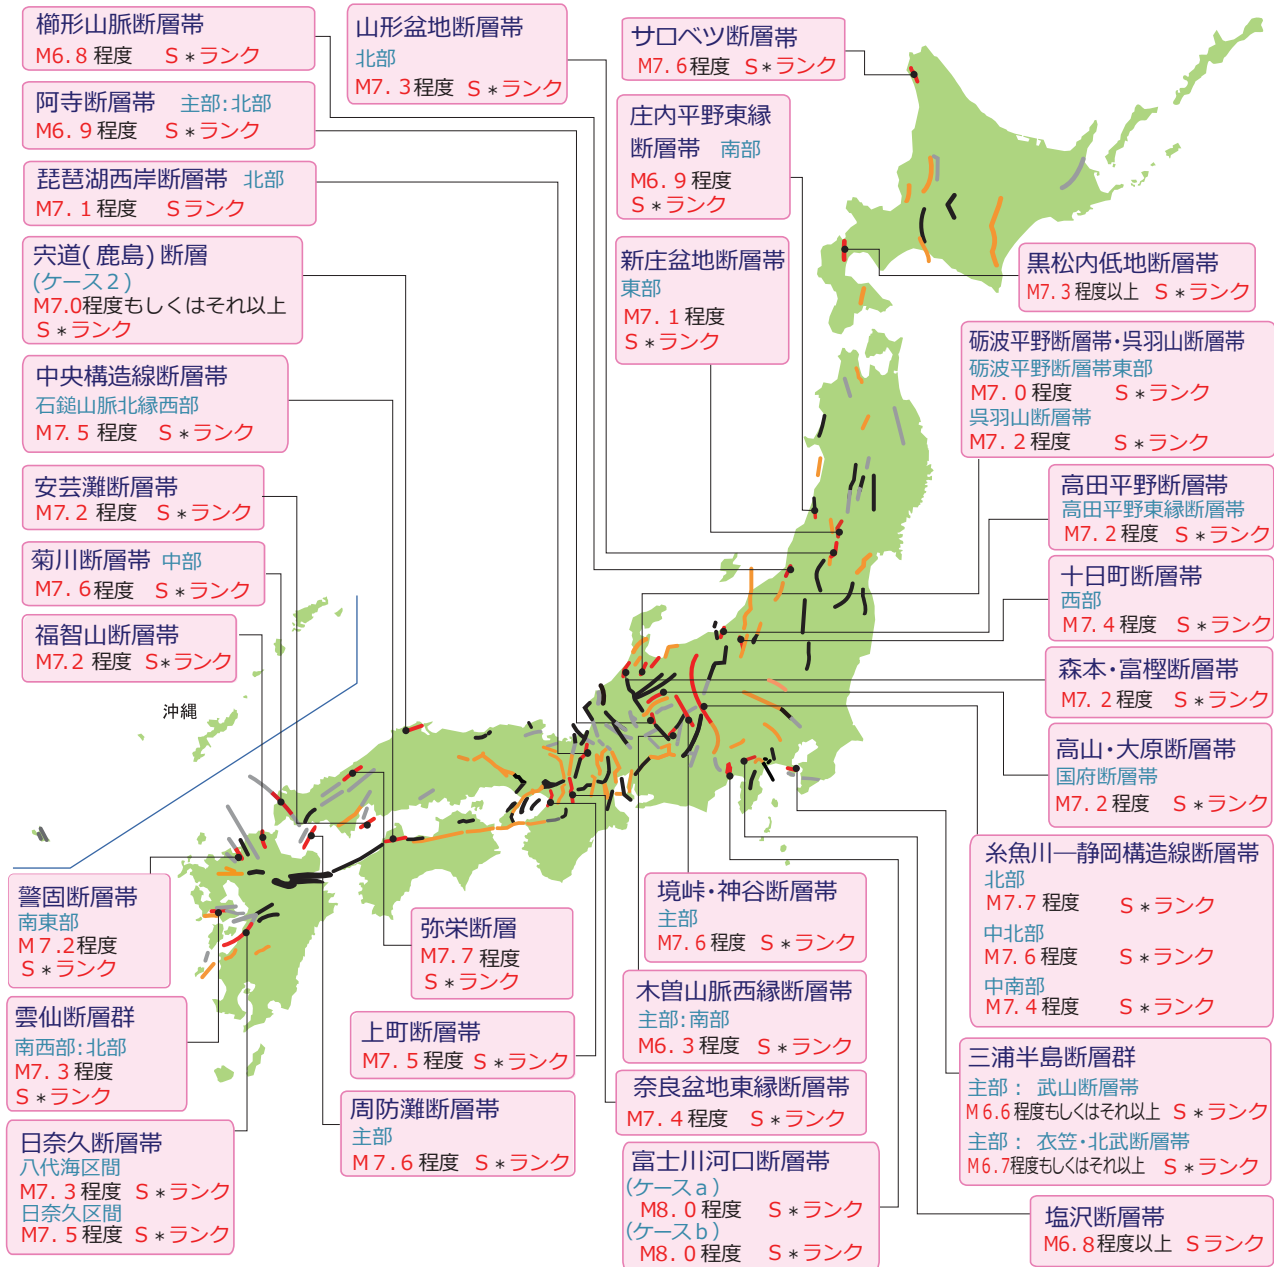 櫛形山脈断層帯
M6.8 程度 S*ランク
阿寺断層帯 主部:北部
M6.9 程度 S*ランク
琵琶湖西岸断層帯 北部
M7.1 程度 Sランク
宍道(鹿島)断層
(ケース2)
M7.0程度もしくはそれ以上
S*ランク
中央構造線断層帯
石鎚山脈北縁西部
M7.5 程度 S*ランク
安芸灘断層帯
M7.2 程度 S*ランク
菊川断層帯 中部
M7.6程度 S*ランク
福智山断層帯
M7.2 程度 S*ランク
沖縄
警固断層帯
南東部
M7.2程度
S*ランク
雲仙断層群
南西部:北部
M7.3 程度
S*ランク
日奈久断層帯
八代海区間
M7.3 程度 S*ランク
日奈久区間
M7.5 程度 S*ランク
山形盆地断層帯
北部
M7.3程度 S*ランク
サロベツ断層帯
M7.6程度 S*ランク
庄内平野東縁
断層帯 南部
M6.9 程度
S*ランク
新庄盆地断層帯
東部
M7.1 程度
S*ランク
黒松内低地断層帯
M7.3 程度以上 S*ランク
砺波平野断層帯・呉羽山断層帯
砺波平野断層帯東部
M7.0 程度 S*ランク
呉羽山断層帯
M7.2 程度 S*ランク
高田平野断層帯
高田平野東縁断層帯
M7.2 程度 S*ランク
十日町断層帯
西部
M7.4 程度 S*ランク
森本・富樫断層帯
M7.2 程度 S*ランク
高山・大原断層帯
国府断層帯
M7.2 程度 S*ランク
糸魚川―静岡構造線断層帯
北部
M7.7 程度 S*ランク
中北部
M7.6 程度 S*ランク
中南部
M7.4 程度 S*ランク
三浦半島断層群
主部: 武山断層帯
M6.6程度もしくはそれ以上 S*ランク
主部: 衣笠・北武断層帯
M6.7程度もしくはそれ以上 S*ランク
塩沢断層帯
M6.8程度以上 Sランク
弥栄断層
M7.7 程度
S*ランク
上町断層帯
M7.5 程度 S*ランク
周防灘断層帯
主部
M7.6 程度 S*ランク
境峠・神谷断層帯
主部
M7.6 程度 S*ランク
木曽山脈西縁断層帯
主部:南部
M6.3 程度 S*ランク
奈良盆地東縁断層帯
M7.4 程度 S*ランク
富士川河口断層帯
(ケースa)
M8.0 程度 S*ランク
(ケースb)
M8.0 程度 S*ランク